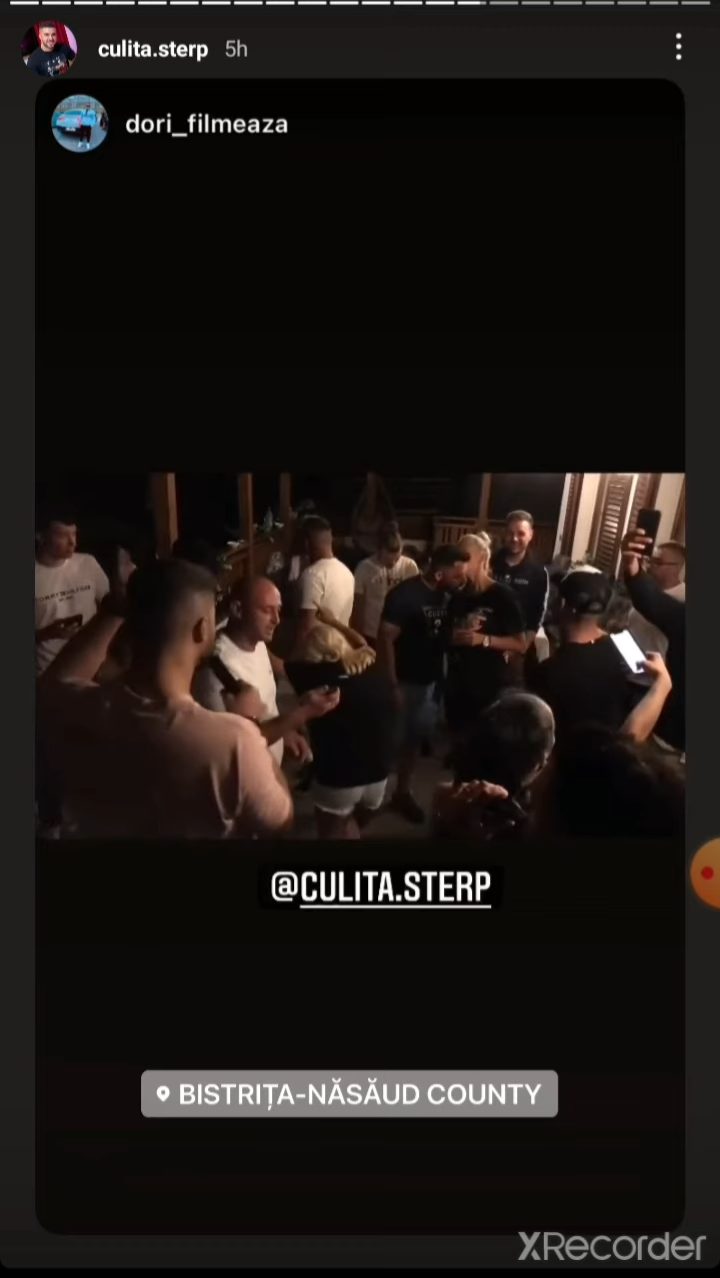 culita.sterp 5h
dori_filmeaza
@CULITA.STERP
BISTRIȚA-NĂSĂUD COUNTY
XRecorder